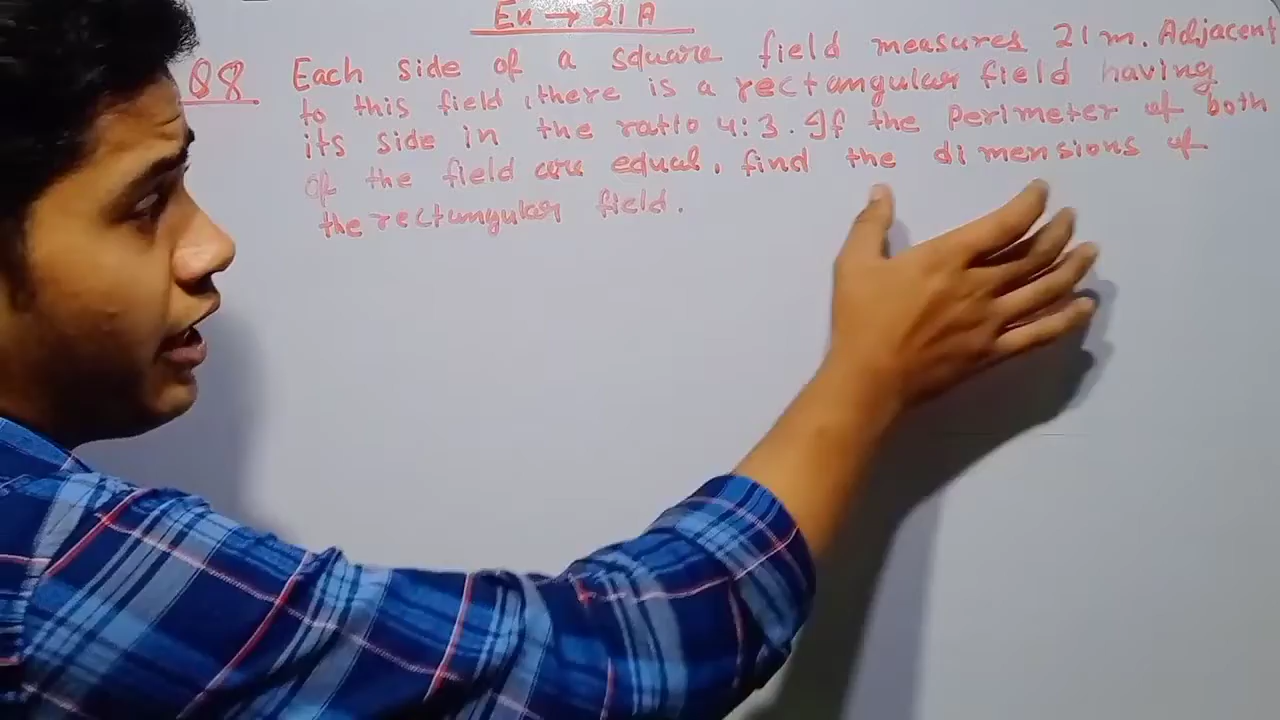 Ex → 21A
Q8 Each side of a square field measures 21m. Adjacent
to this field, there is a rectangular field having
its side in the ratio 4:3. If the perimeter of both
of the field are equal, find the dimensions of
the rectangular field.